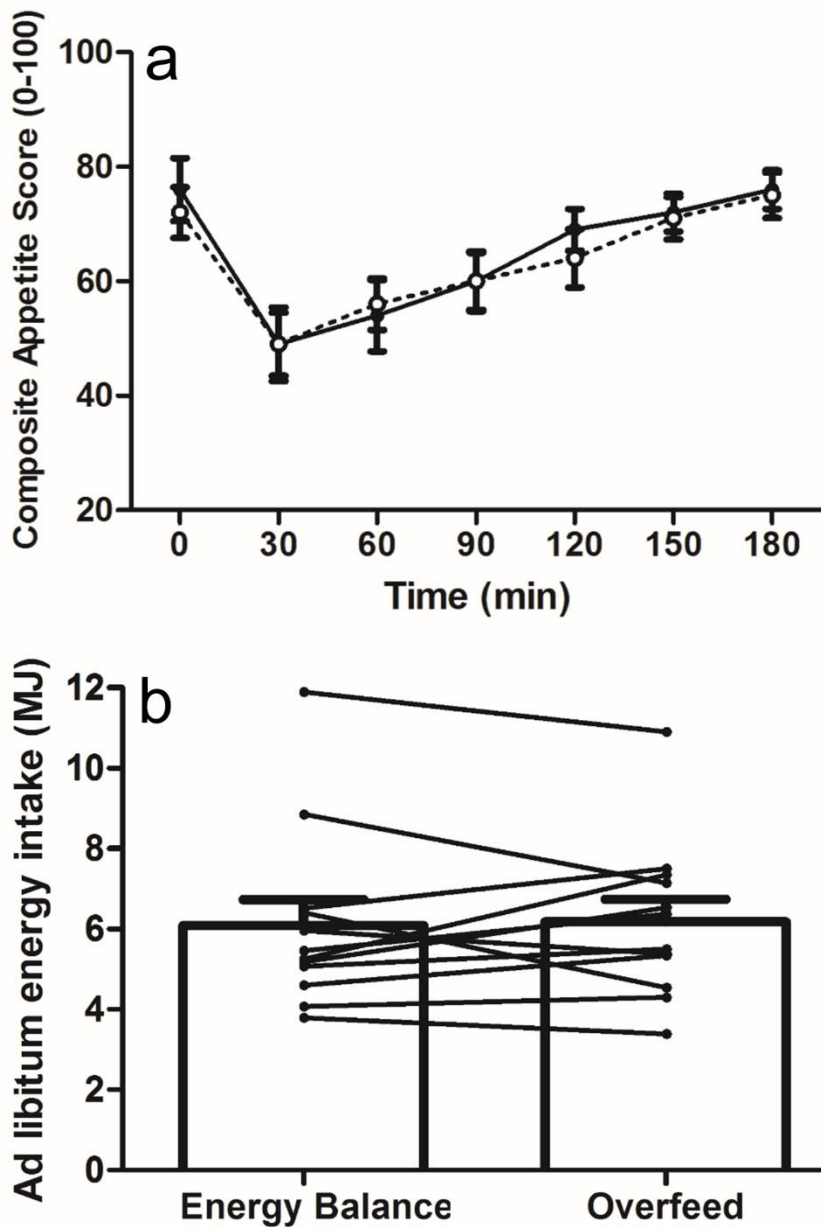 a
Composite Appetite Score (0-100)
100
80
60
40
20
0 30 60 90 120 150 180
Time (min)
b
Ad libitum energy intake (MJ)
12
10
8
6
4
2
0
Energy Balance Overfeed